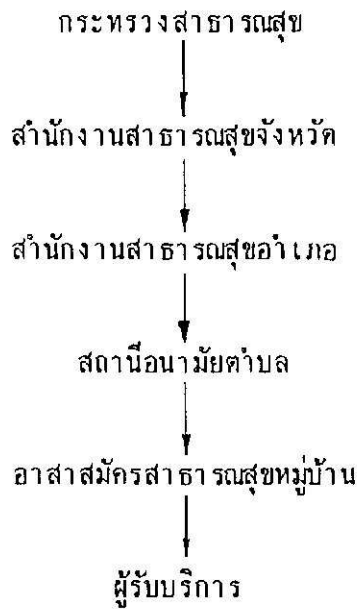 กระทรวงสาธารณสุข
สำนักงานสาธารณสุขจังหวัด
สำนักงานสาธารณสุขอำเภอ
สถานีอนามัยตำบล
อาสาสมัครสาธารณสุขหมู่บ้าน
ผู้รับบริการ